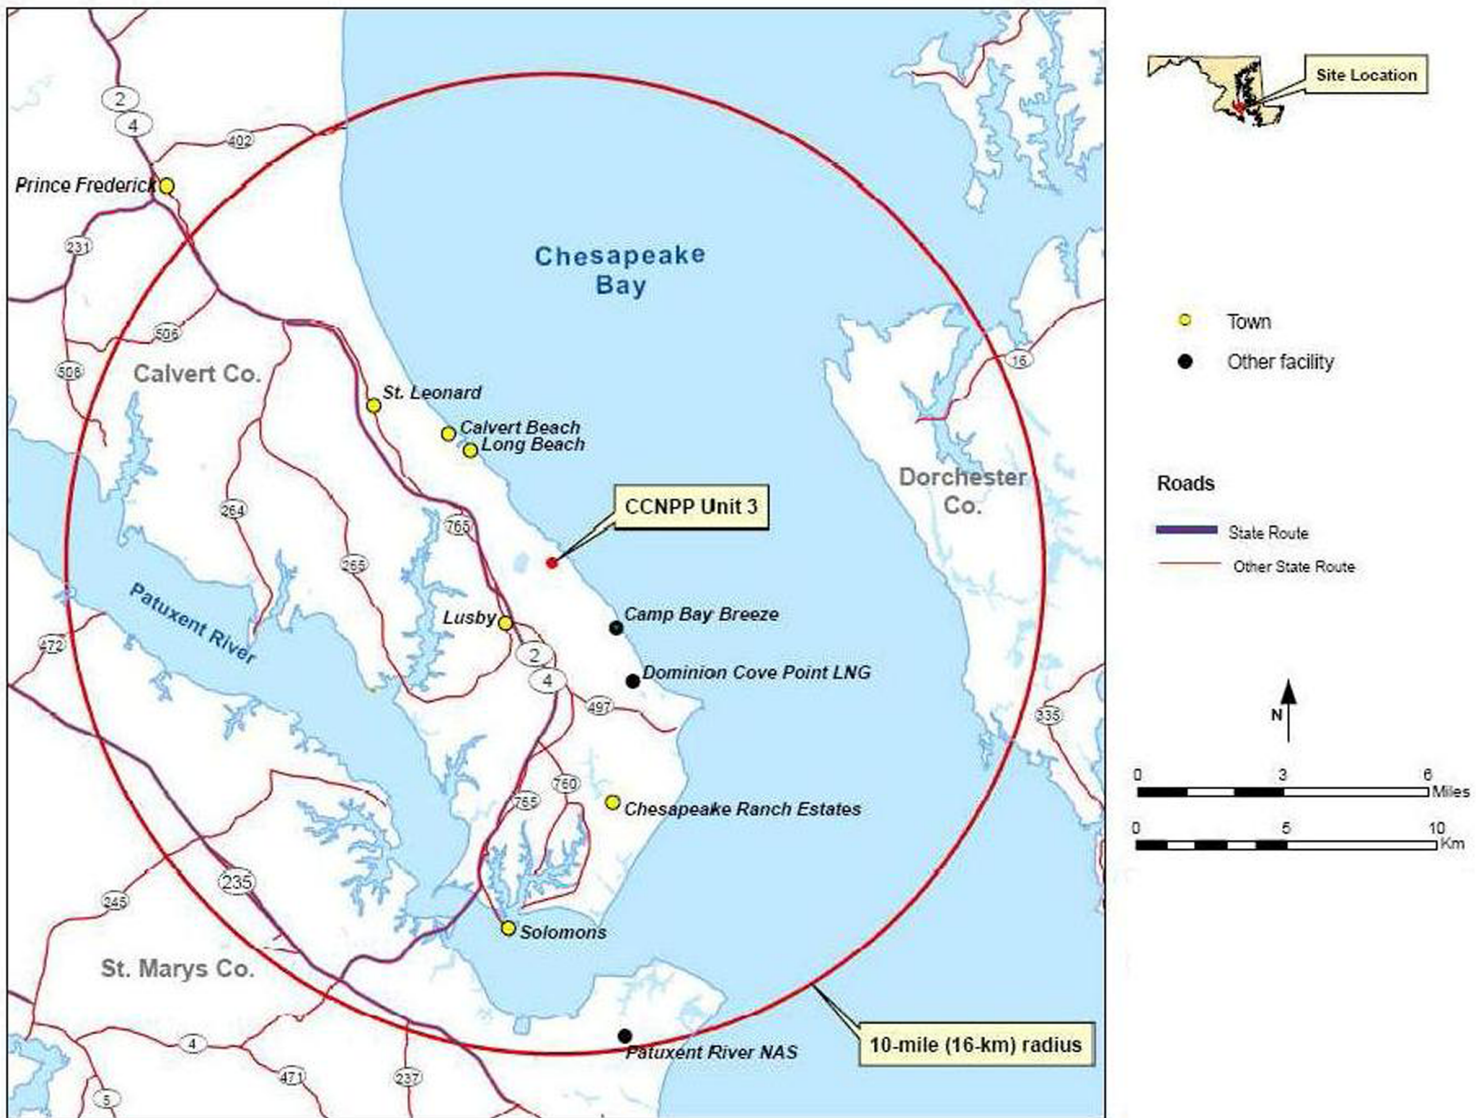 2
4
402
Prince Frederick
231
Chesapeake
Bay
506
506
Calvert Co.
16
St. Leonard
Calvert Beach
Long Beach
Dorchester
Co.
CCNPP Unit 3
264
765
265
Patuxent River
Lusby
Camp Bay Breeze
472
2
4
Dominion Cove Point LNG
497
335
760
765
Chesapeake Ranch Estates
235
245
Solomons
St. Marys Co.
4
10-mile (16-km) radius
Patuxent River NAS
471
237
5
Site Location
Town
Other facility
Roads
State Route
Other State Route
N
0 3 6
Miles
0 5 10
Km